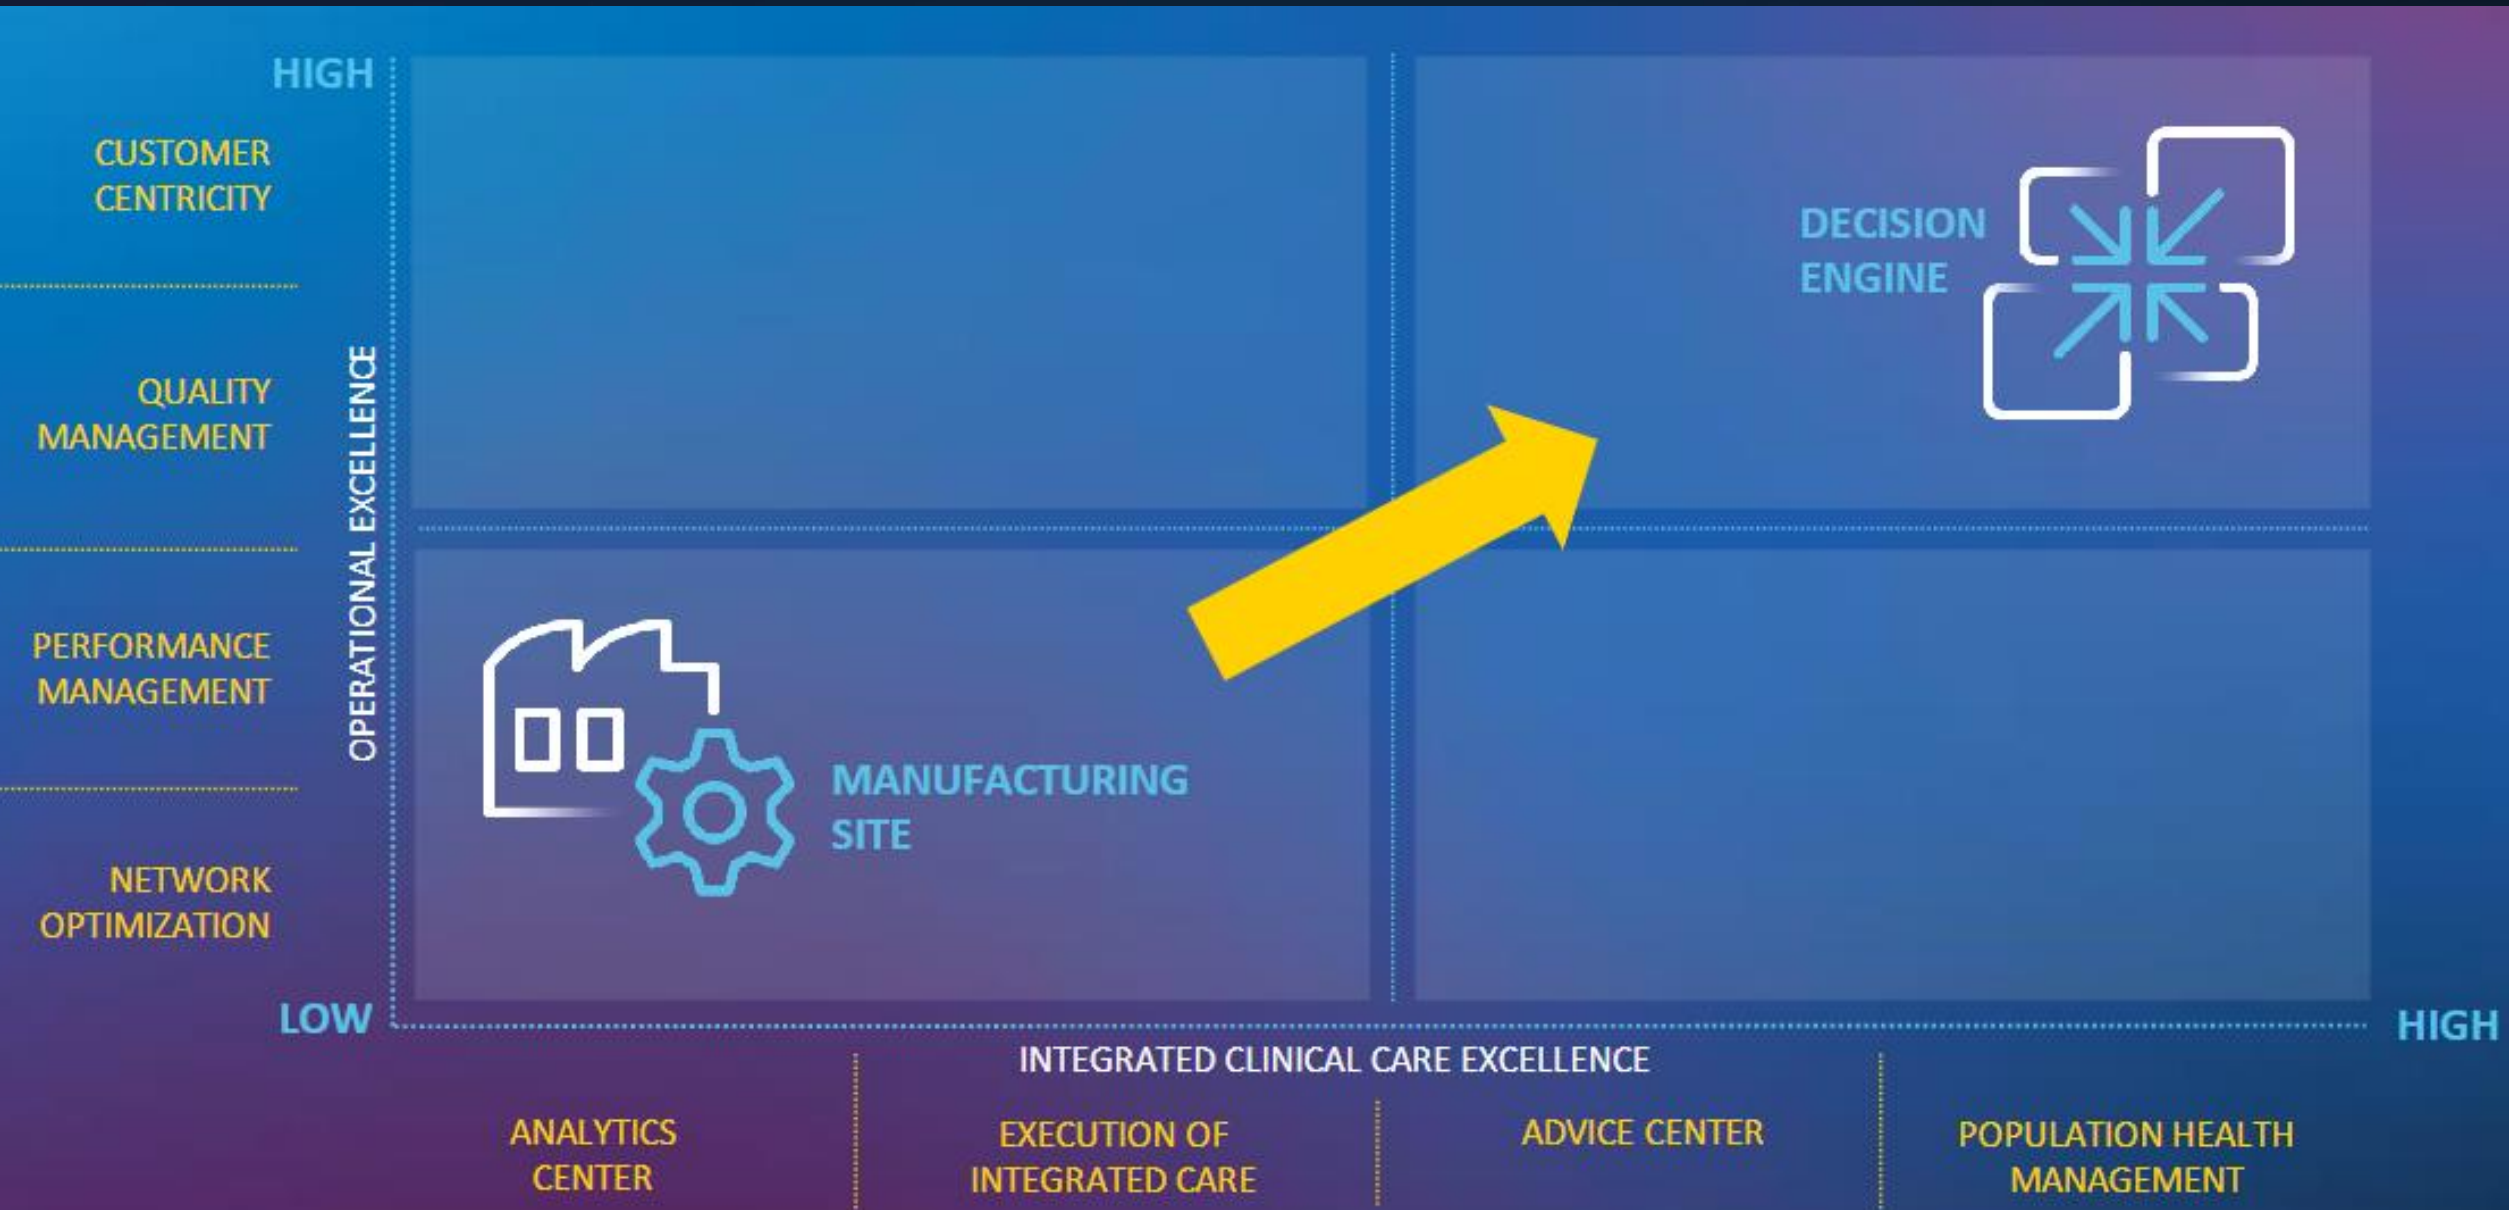 HIGH
CUSTOMER
CENTRICITY
QUALITY
MANAGEMENT
PERFORMANCE
MANAGEMENT
NETWORK
OPTIMIZATION
LOW
OPERATIONAL EXCELLENCE
DECISION
ENGINE
MANUFACTURING
SITE
HIGH
INTEGRATED CLINICAL CARE EXCELLENCE
ANALYTICS
CENTER
EXECUTION OF
INTEGRATED CARE
ADVICE CENTER
POPULATION HEALTH
MANAGEMENT